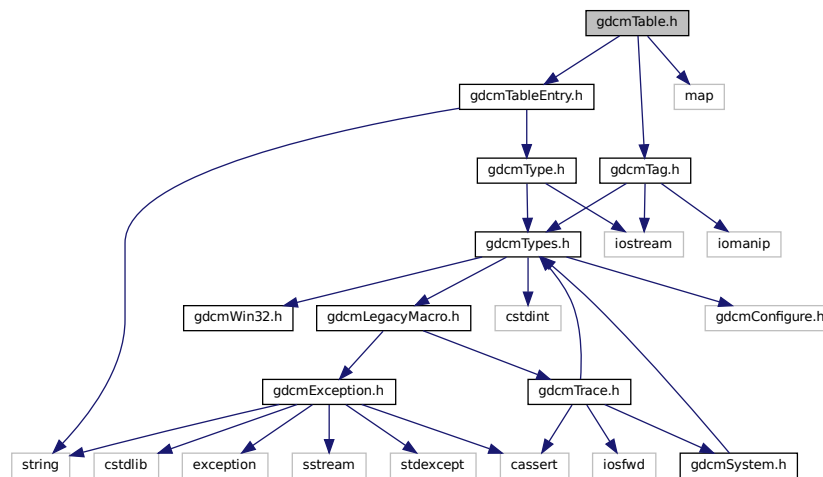 gdcmTable.h
gdcmTableEntry.h
map
gdcmType.h
gdcmTag.h
gdcmTypes.h
iostream
iomanip
gdcmWin32.h
gdcmLegacyMacro.h
cstdint
gdcmConfigure.h
gdcmException.h
gdcmTrace.h
string
cstdlib
exception
sstream
stdexcept
cassert
iosfwd
gdcmSystem.h